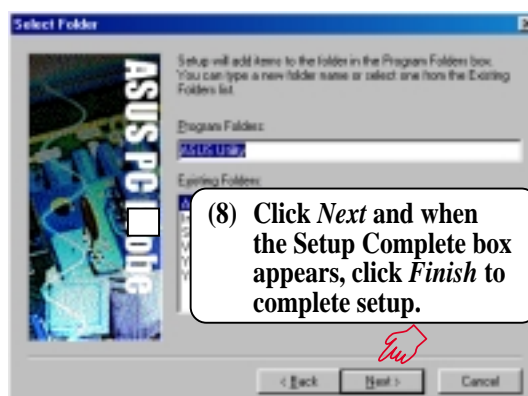 Select Folder
Setup will add items to the folder in the Program Folders box.
You can type a new folder name or select one from the Existing
Folders list.
Program Folders:
ASUS Utility
Existing Folders:
ASUS PC obe
(8) Click Next and when
the Setup Complete box
appears, click Finish to
complete setup.
< Back
Next >
Cancel